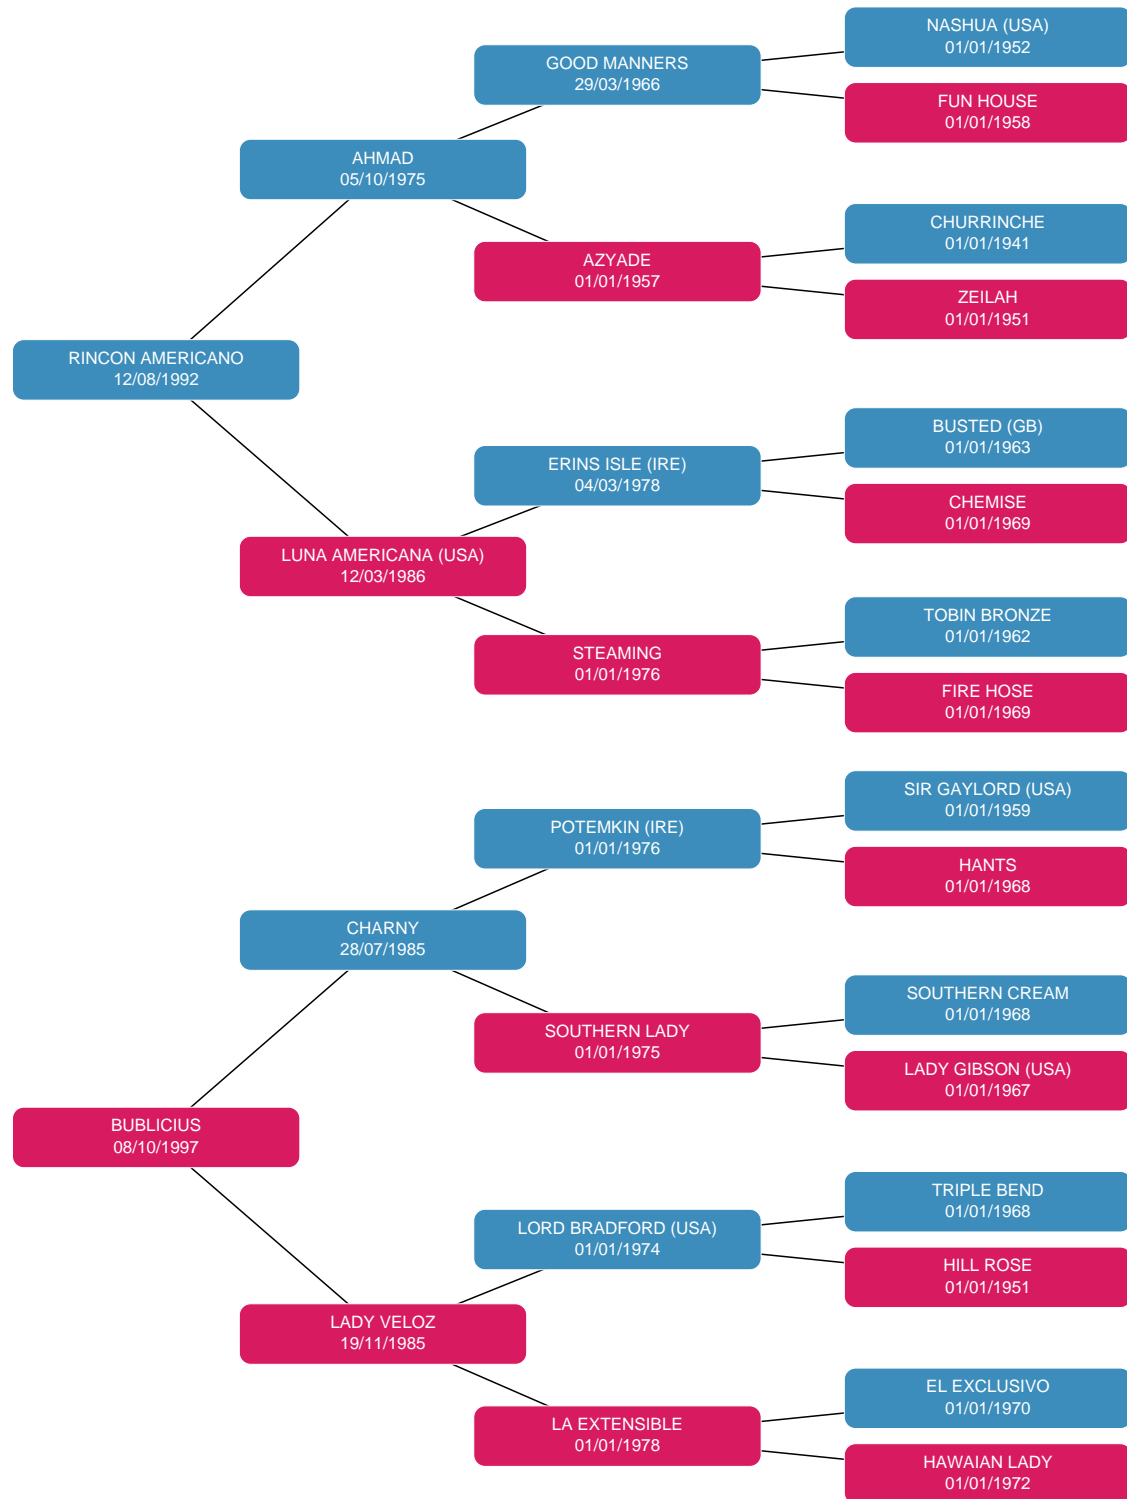 NASHUA (USA)
01/01/1952
GOOD MANNERS
29/03/1966
FUN HOUSE
01/01/1958
AHMAD
05/10/1975
CHURRINCHE
01/01/1941
AZYADE
01/01/1957
ZEILAH
01/01/1951
RINCON AMERICANO
12/08/1992
BUSTED (GB)
01/01/1963
ERINS ISLE (IRE)
04/03/1978
CHEMISE
01/01/1969
LUNA AMERICANA (USA)
12/03/1986
TOBIN BRONZE
01/01/1962
STEAMING
01/01/1976
FIRE HOSE
01/01/1969
SIR GAYLORD (USA)
01/01/1959
POTEMKIN (IRE)
01/01/1976
HANTS
01/01/1968
CHARNY
28/07/1985
SOUTHERN CREAM
01/01/1968
SOUTHERN LADY
01/01/1975
LADY GIBSON (USA)
01/01/1967
BUBLICIUS
08/10/1997
TRIPLE BEND
01/01/1968
LORD BRADFORD (USA)
01/01/1974
HILL ROSE
01/01/1951
LADY VELOZ
19/11/1985
EL EXCLUSIVO
01/01/1970
LA EXTENSIBLE
01/01/1978
HAWAIAN LADY
01/01/1972